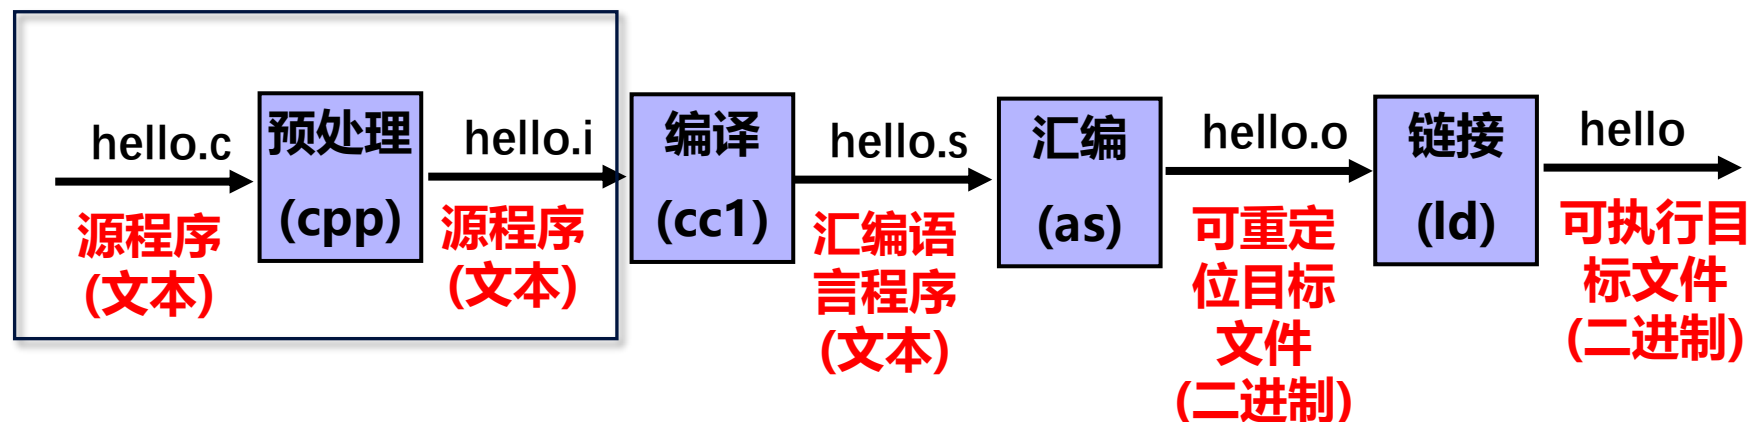 hello.c
源程序
(文本)
预处理
(cpp)
hello.i
源程序
(文本)
编译
(cc1)
hello.s
汇编语
言程序
(文本)
汇编
(as)
hello.o
可重定
位目标
文件
(二进制)
链接
(ld)
hello
可执行目
标文件
(二进制)